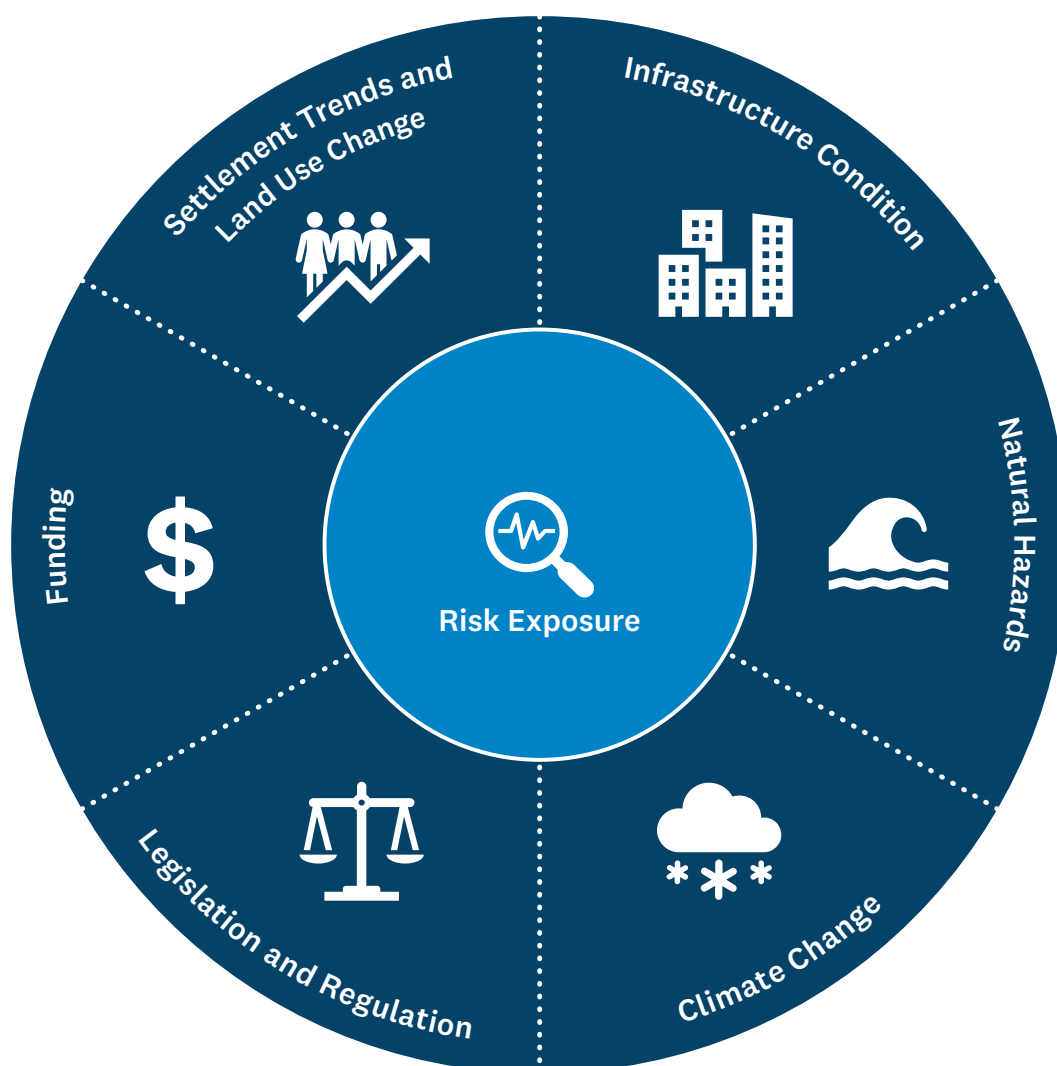 Settlement Trends and
Land Use Change
Infrastructure Condition
Natural Hazards
Climate Change
Legislation and Regulation
Funding
$
Risk Exposure